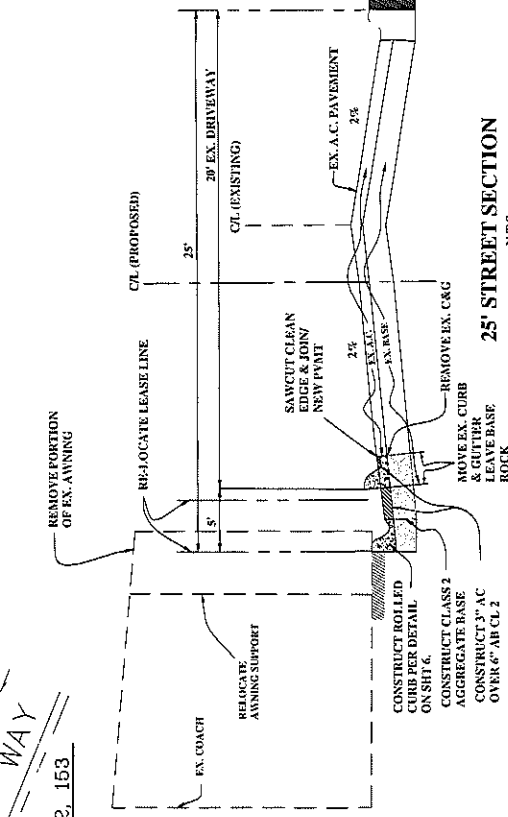 WAY
153
REMOVE PORTION
OF EX. AWNING
RE-LOCATE LEASE LINE
C/L (PROPOSED)
25'
20' EX. DRIVEWAY
C/L (EXISTING)
5'
SAWCUT CLEAN
EDGE & JOIN/
NEW PVMT
2%
EX. A.C.
EX. BASE
EX. A.C. PAVEMENT
2%
RELOCATE
AWNING SUPPORT
EX. COACH
CONSTRUCT ROLLED
CURB PER DETAIL
ON SHT 6.
CONSTRUCT CLASS 2
AGGREGATE BASE
CONSTRUCT 3" AC
OVER 6" AB CL 2
MOVE EX. CURB
& GUTTER
LEAVE BASE
ROCK
REMOVE EX. C&G
25' STREET SECTION